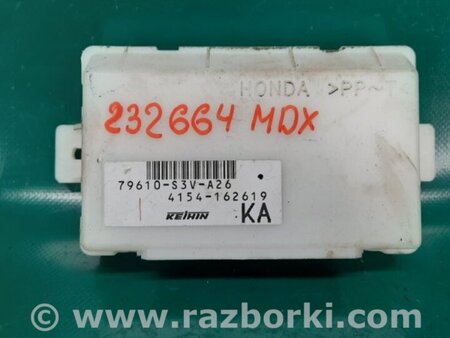 HONDA >PP~T
232664 MDX
79610-S3V-A26
4154-162619
KEIHIN KA
www.razborki.com